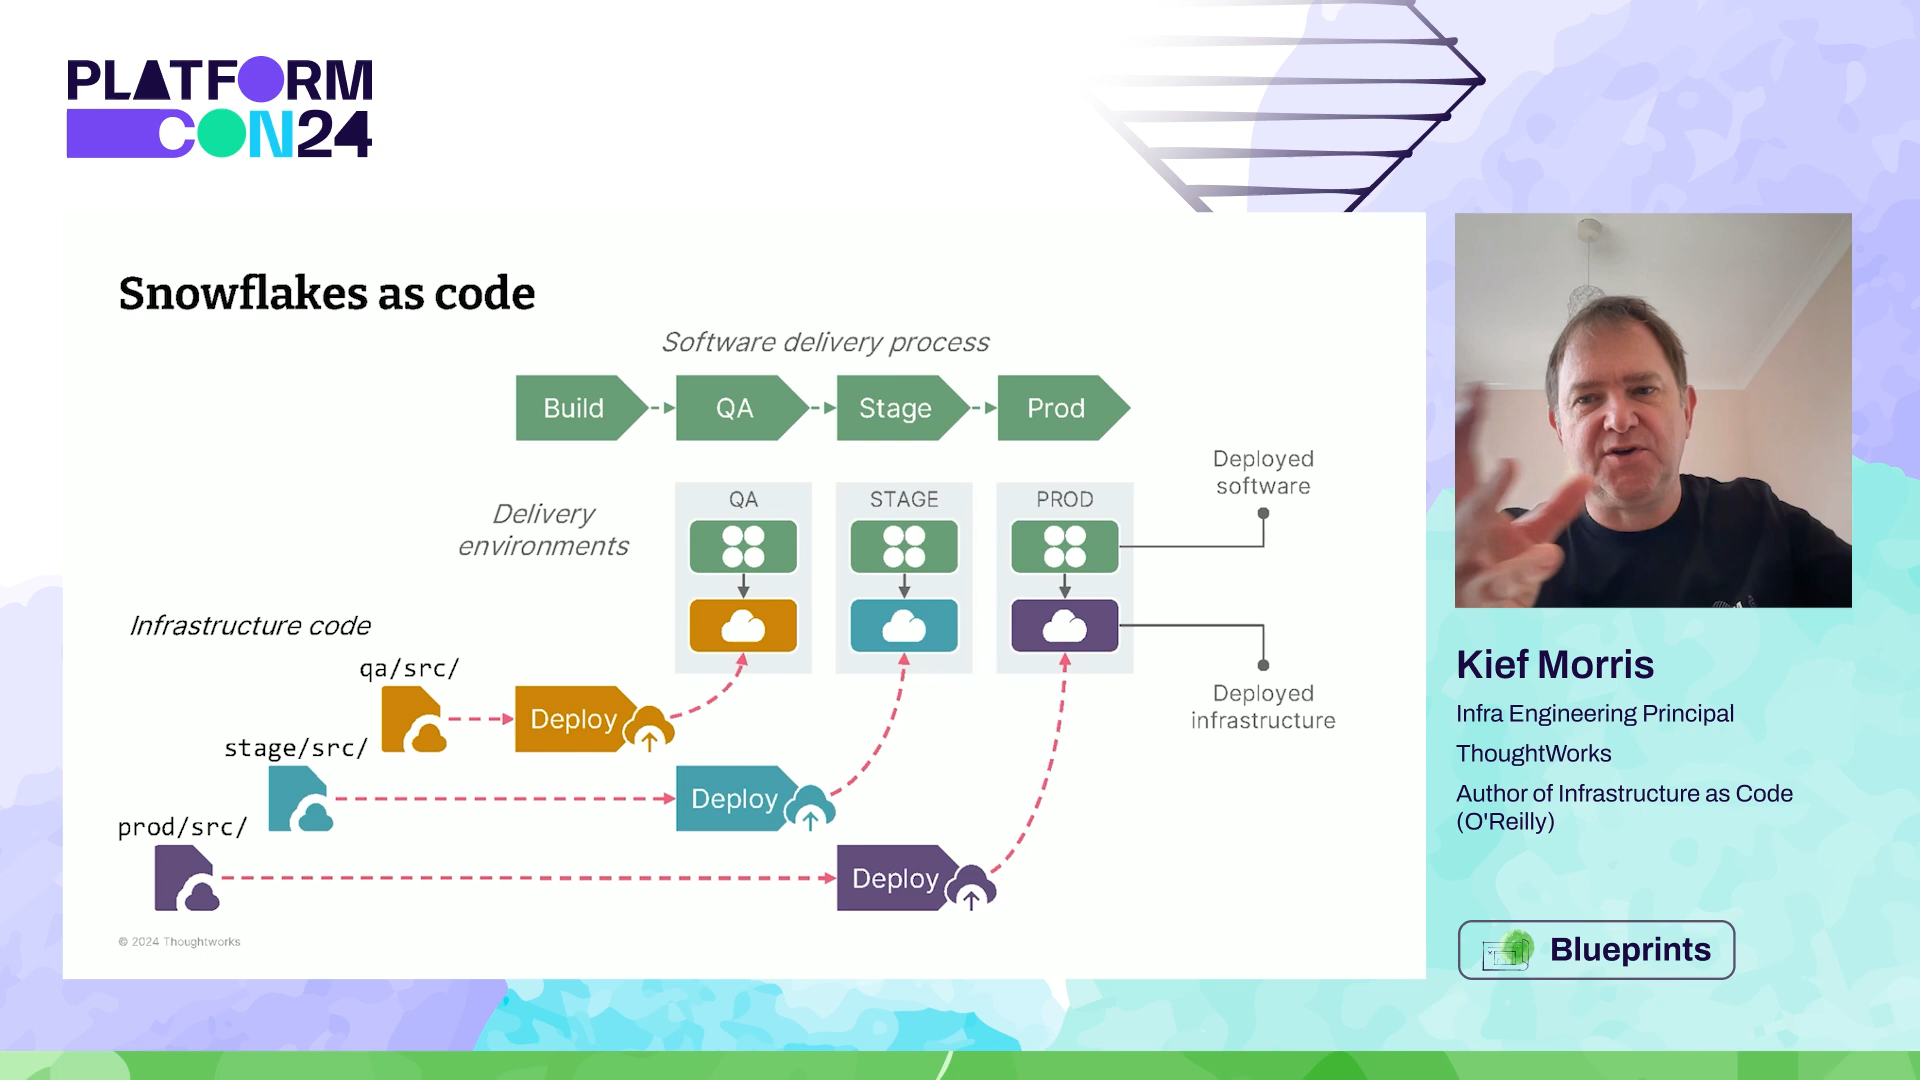 PLATFORM
CON24
Snowflakes as code
Software delivery process
Build
QA
Stage
Prod
Delivery
environments
QA
STAGE
PROD
Deployed
software
Infrastructure code
qa/src/
Deploy
stage/src/
Deploy
prod/src/
Deploy
Deployed
infrastructure
© 2024 Thoughtworks
Kief Morris
Infra Engineering Principal
ThoughtWorks
Author of Infrastructure as Code
(O'Reilly)
Blueprints